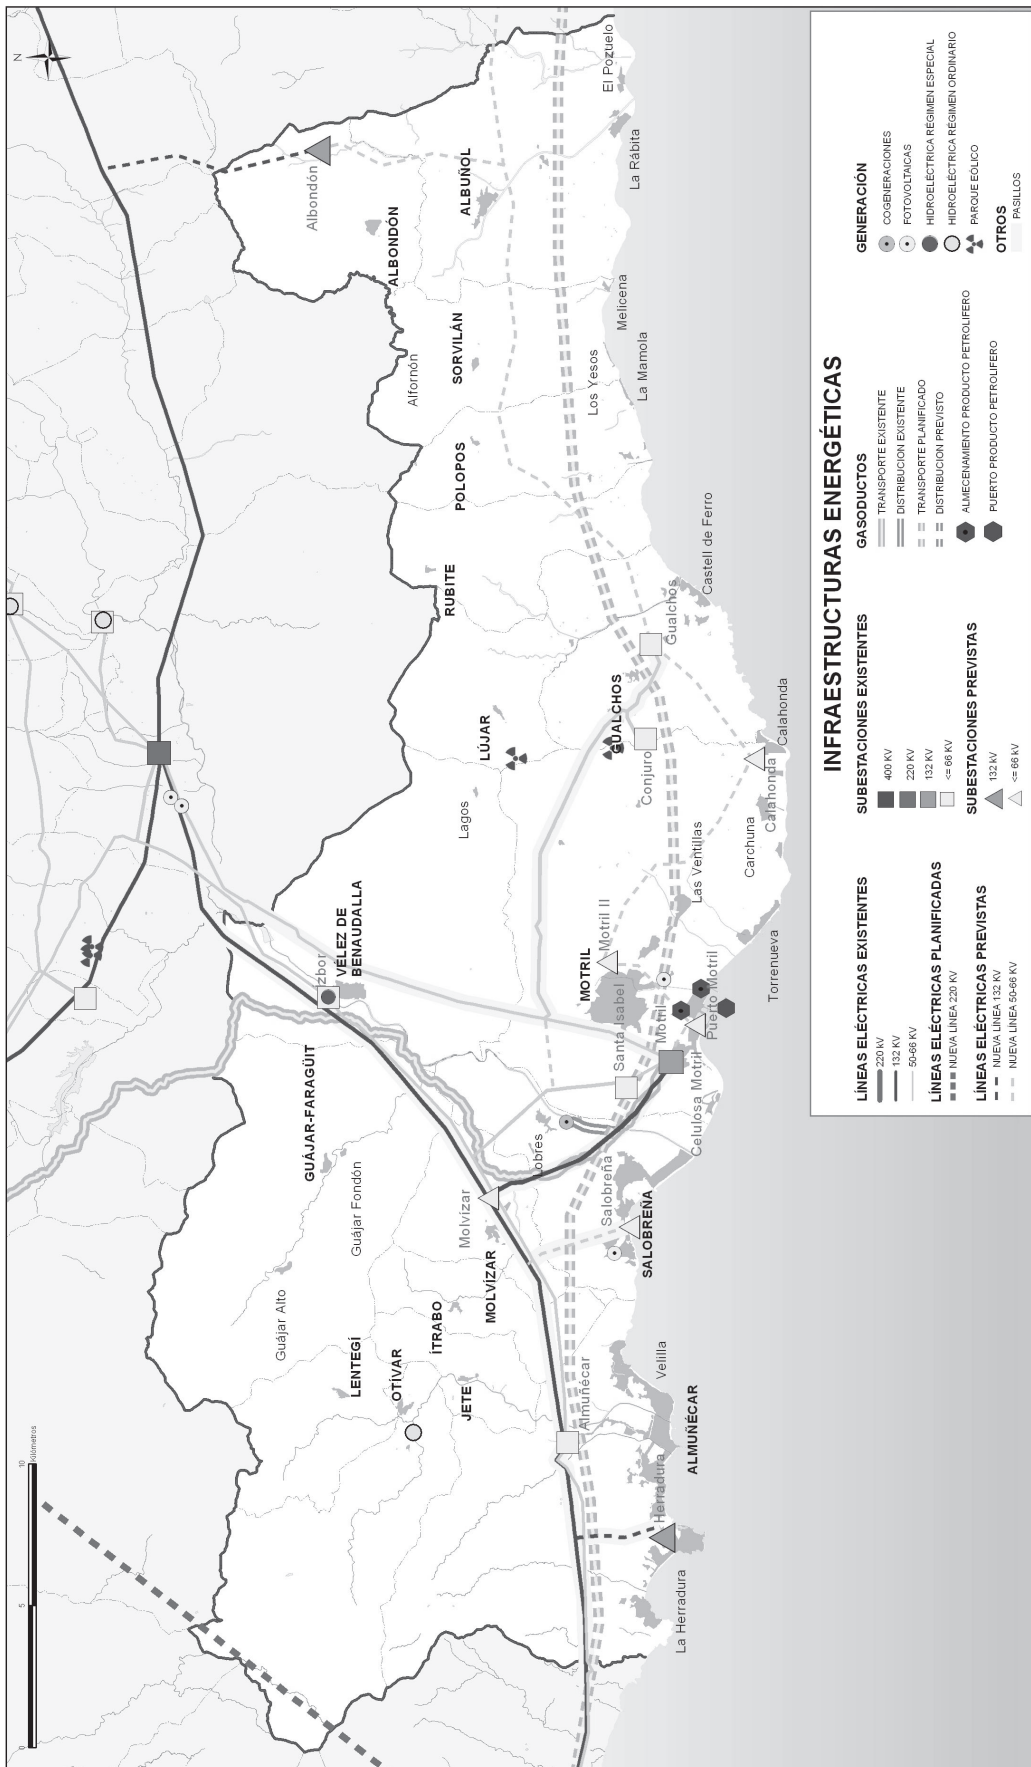 N
10
Kilómetros
5
0
El Pozuelo
La Rábita
Albondón
ALBUÑOL
ALBONDÓN
Melicena
SORVILÁN
La Mamola
Alfornón
Los Yesos
POLOPOS
Castell de Ferro
RUBITE
Gualchos
GUALCHOS
LÚJAR
Conjuro
Calahonda
Calahonda
Lagos
Carchuna
Las Ventillas
VÉLEZ DE
BENAUDALLA
Izbor
MOTRIL
Motril II
Santa Isabel
Motril
Puerto Motril
Torrenueva
GUÁJAR-FARAGÜIT
Celulosa Motril
Lobres
Guájar Fondón
Molvízar
Salobreña
SALOBREÑA
MOLVÍZAR
Guájar Alto
ÍTRABO
LENTEGÍ
OTÍVAR
JETE
Velilla
Almuñécar
ALMUÑÉCAR
Herradura
La Herradura
INFRAESTRUCTURAS ENERGÉTICAS
LÍNEAS ELÉCTRICAS EXISTENTES
220 KV
132 KV
50-66 KV
LÍNEAS ELÉCTRICAS PLANIFICADAS
NUEVA LÍNEA 220 KV
LÍNEAS ELÉCTRICAS PREVISTAS
NUEVA LÍNEA 132 KV
NUEVA LÍNEA 50-66 KV
SUBESTACIONES EXISTENTES
400 KV
220 KV
132 KV
<= 66 KV
SUBESTACIONES PREVISTAS
132 kV
<= 66 kV
GASODUCTOS
TRANSPORTE EXISTENTE
DISTRIBUCION EXISTENTE
TRANSPORTE PLANIFICADO
DISTRIBUCION PREVISTO
ALMECENAMIENTO PRODUCTO PETROLIFERO
PUERTO PRODUCTO PETROLIFERO
GENERACIÓN
COGENERACIONES
FOTOVOLTAICAS
HIDROELÉCTRICA RÉGIMEN ESPECIAL
HIDROELÉCTRICA RÉGIMEN ORDINARIO
PARQUE EÓLICO
OTROS
PASILLOS